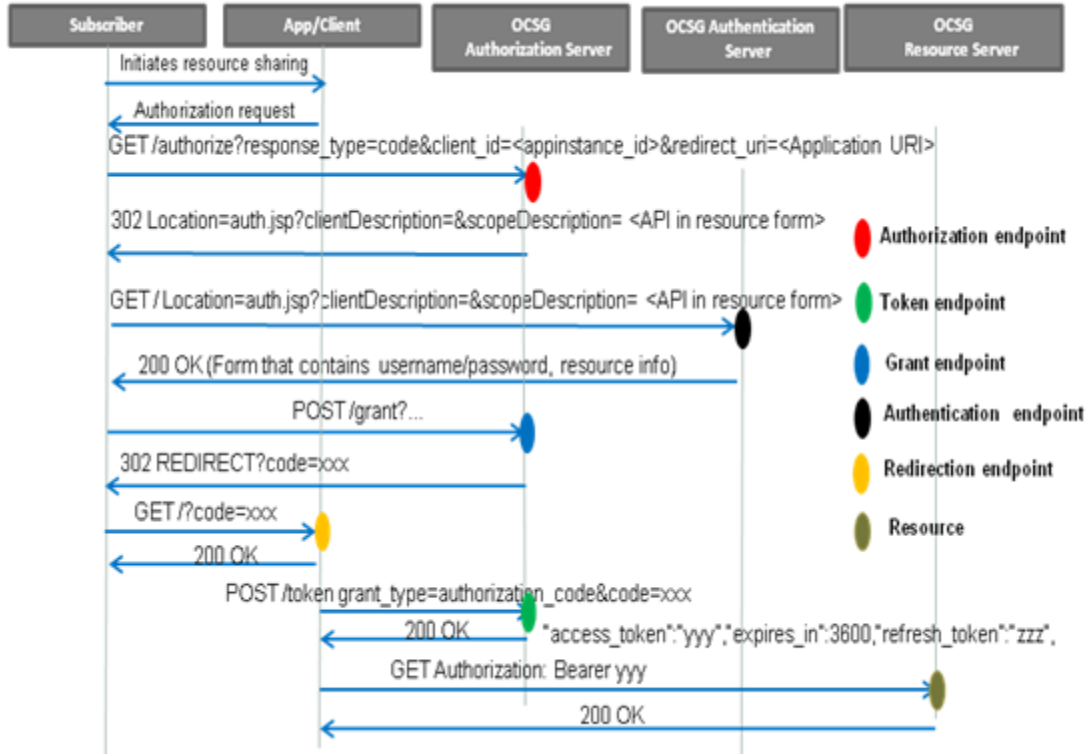 Subscriber
App/Client
OCSG
Authorization Server
OCSG Authentication
Server
OCSG
Resource Server
Initiates resource sharing
Authorization request
GET /authorize?response_type=code&client_id=<appinstance_id>&redirect_uri=<Application URI>
302 Location=auth.jsp?clientDescription=&scopeDescription= <API in resource form>
Authorization endpoint
GET / Location=auth.jsp?clientDescription=&scopeDescription= <API in resource form>
Token endpoint
200 OK (Form that contains username/password, resource info)
Grant endpoint
POST /grant?...
Authentication endpoint
302 REDIRECT?code=xxx
Redirection endpoint
GET /?code=xxx
Resource
200 OK
POST /token grant_type=authorization_code&code=xxx
200 OK
"access_token":"yyy","expires_in":3600,"refresh_token":"zzz",
GET Authorization: Bearer yyy
200 OK